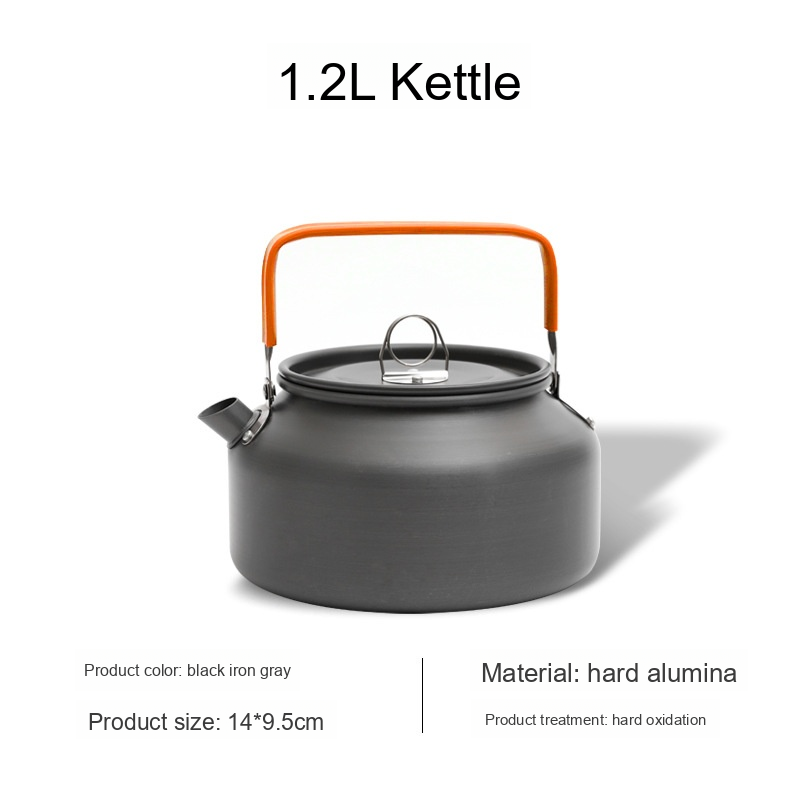 1.2L Kettle
Product color: black iron gray
Product size: 14*9.5cm
Material: hard alumina
Product treatment: hard oxidation